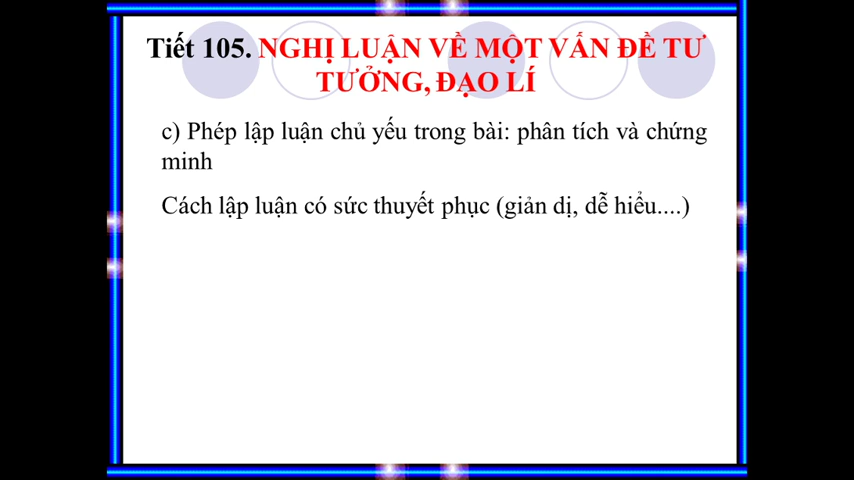 Tiết 105. NGHỊ LUẬN VỀ MỘT VẤN ĐỀ TƯ
TƯỞNG, ĐẠO LÍ
c) Phép lập luận chủ yếu trong bài: phân tích và chứng
minh
Cách lập luận có sức thuyết phục (giản dị, dễ hiểu....)